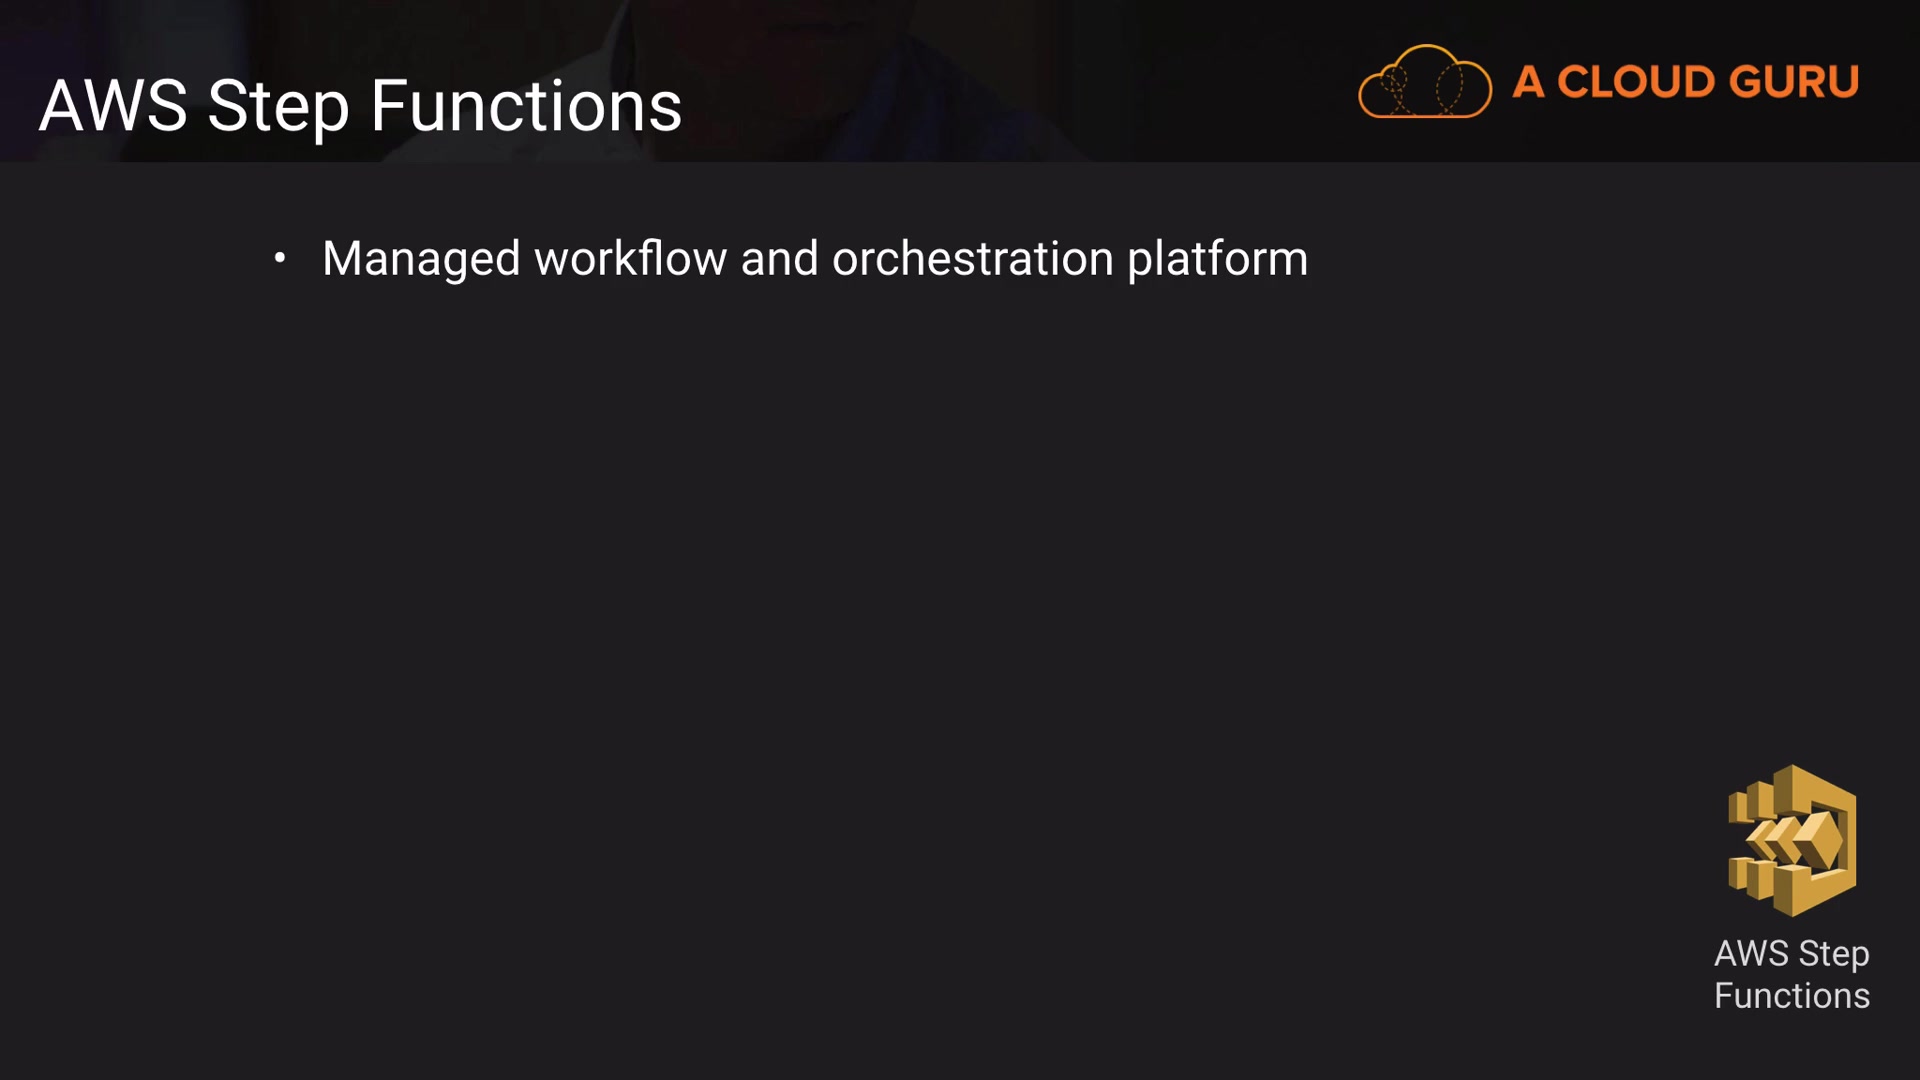 AWS Step Functions
A CLOUD GURU
• Managed workflow and orchestration platform
AWS Step
Functions